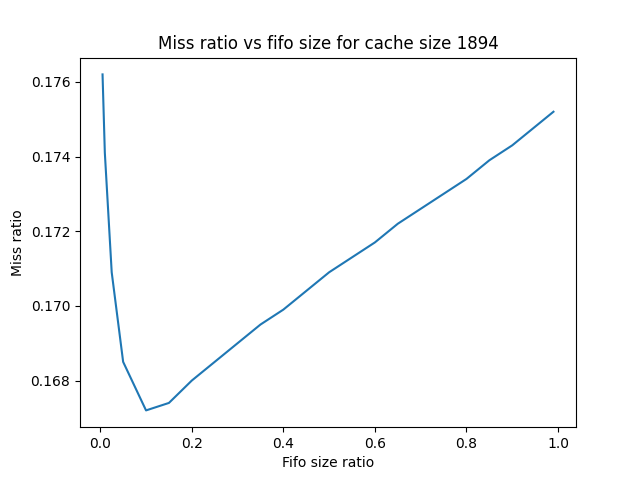 Miss ratio vs fifo size for cache size 1894
0.176
0.174
0.172
0.170
0.168
Miss ratio
0.0 0.2 0.4 0.6 0.8 1.0
Fifo size ratio